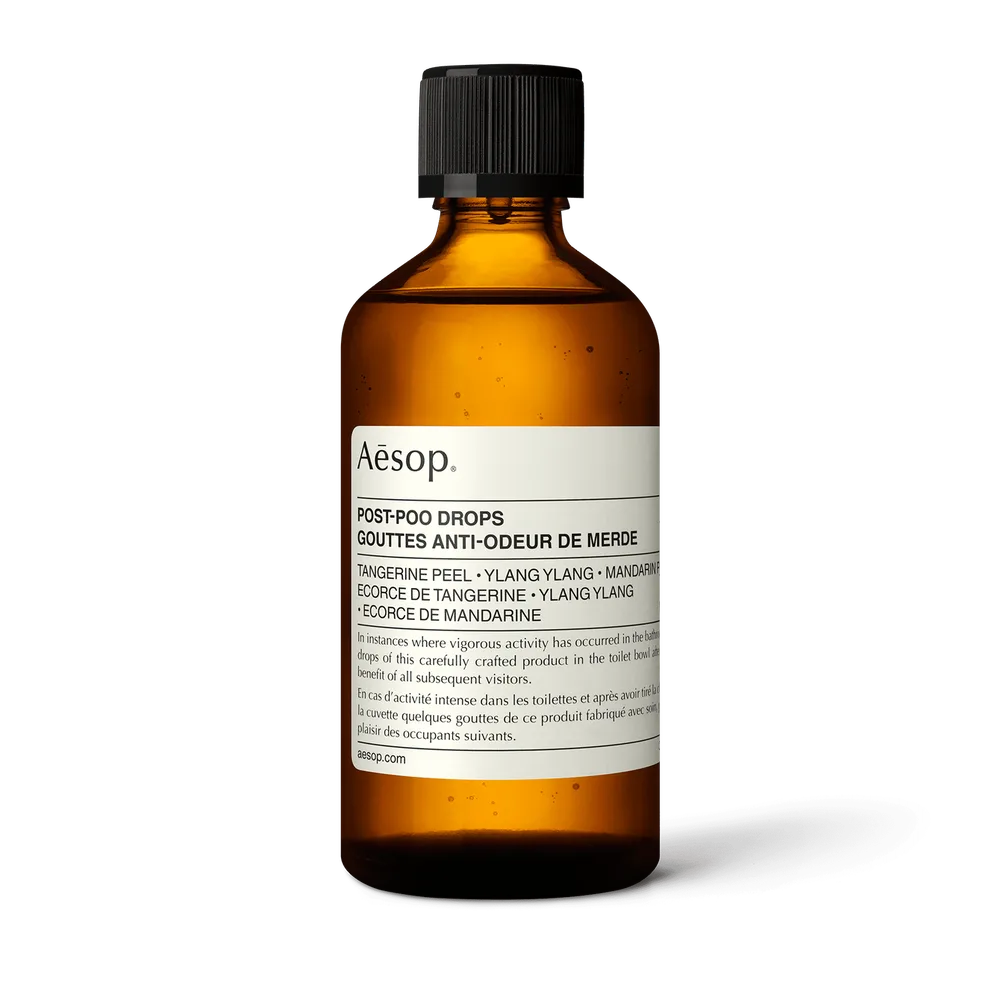 Aēsop®
POST-POO DROPS
GOUTTES ANTI-ODEUR DE MERDE
TANGERINE PEEL • YLANG YLANG • MANDARIN
ECORCE DE TANGERINE • YLANG YLANG
• ECORCE DE MANDARINE
In instances where vigorous activity has occurred in the
drops of this carefully crafted product in the toilet bowl
benefit of all subsequent visitors.
En cas d'activité intense dans les toilettes et après avoir tiré la
la cuvette quelques gouttes de ce produit fabriqué avec soin,
plaisir des occupants suivants.
aesop.com